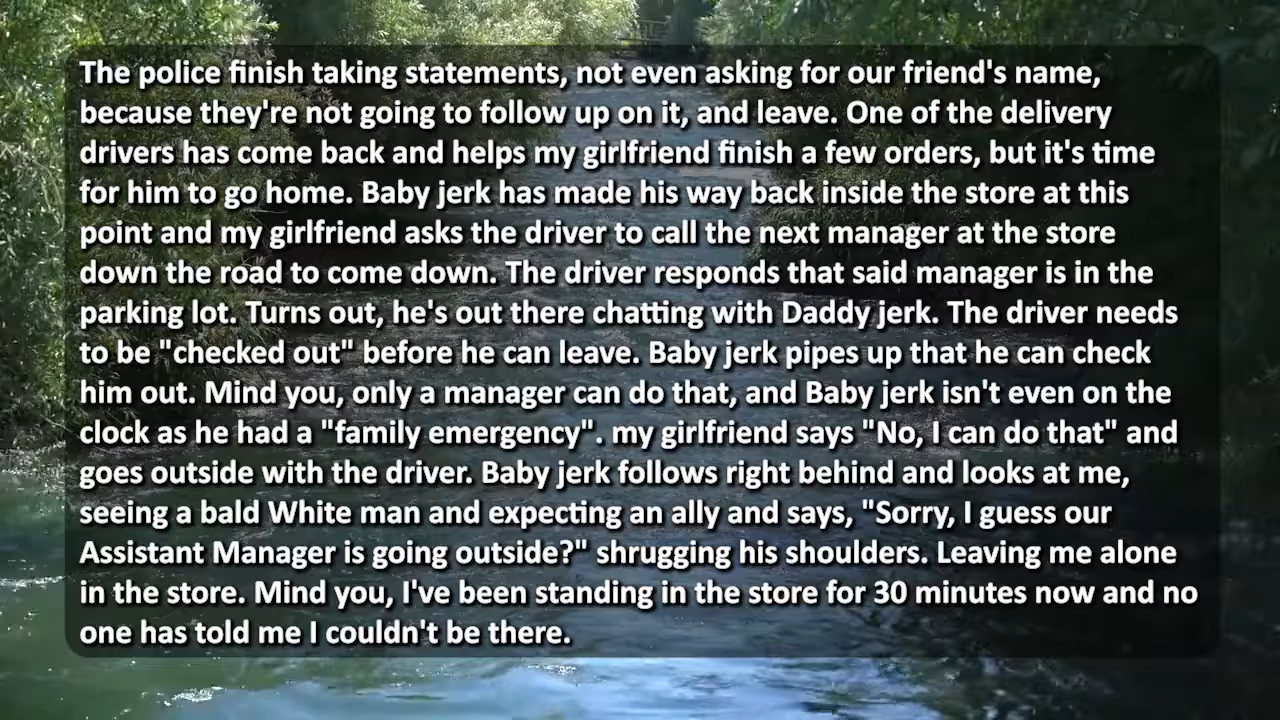 The police finish taking statements, not even asking for our friend's name,
because they're not going to follow up on it, and leave. One of the delivery
drivers has come back and helps my girlfriend finish a few orders, but it's time
for him to go home. Baby jerk has made his way back inside the store at this
point and my girlfriend asks the driver to call the next manager at the store
down the road to come down. The driver responds that said manager is in the
parking lot. Turns out, he's out there chatting with Daddy jerk. The driver needs
to be "checked out" before he can leave. Baby jerk pipes up that he can check
him out. Mind you, only a manager can do that, and Baby jerk isn't even on the
clock as he had a "family emergency". my girlfriend says "No, I can do that" and
goes outside with the driver. Baby jerk follows right behind and looks at me,
seeing a bald White man and expecting an ally and says, "Sorry, I guess our
Assistant Manager is going outside?" shrugging his shoulders. Leaving me alone
in the store. Mind you, I've been standing in the store for 30 minutes now and no
one has told me I couldn't be there.